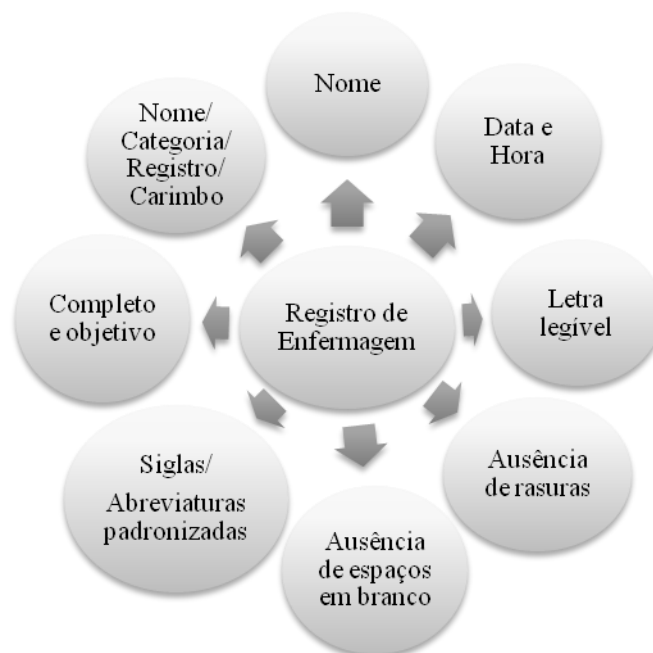 Nome
Data e
Hora
Letra
legível
Ausência
de rasuras
Ausência
de espaços
em branco
Siglas/
Abreviaturas
padronizadas
Completo
e objetivo
Nome/
Categoria/
Registro/
Carimbo
Registro de
Enfermagem